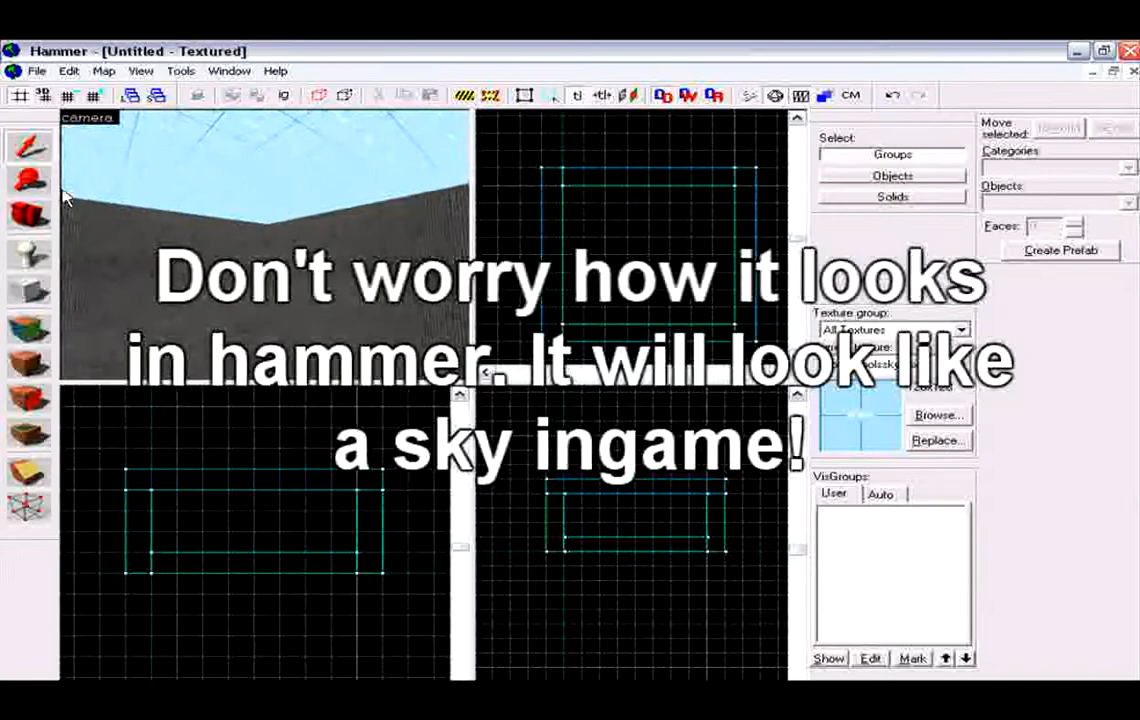 Hammer - [Untitled - Textured]
File Edit Map View Tools Window Help
CM
camera
Select:
Groups
Objects
Solids
Move
selected:
Categories:
Objects:
Faces:
Create Prefab
Don't worry how it looks
in hammer. It will look like
a sky ingame!
Texture group:
All Textures
Browse...
Replace...
VisGroups:
User Auto
Show Edit Mark